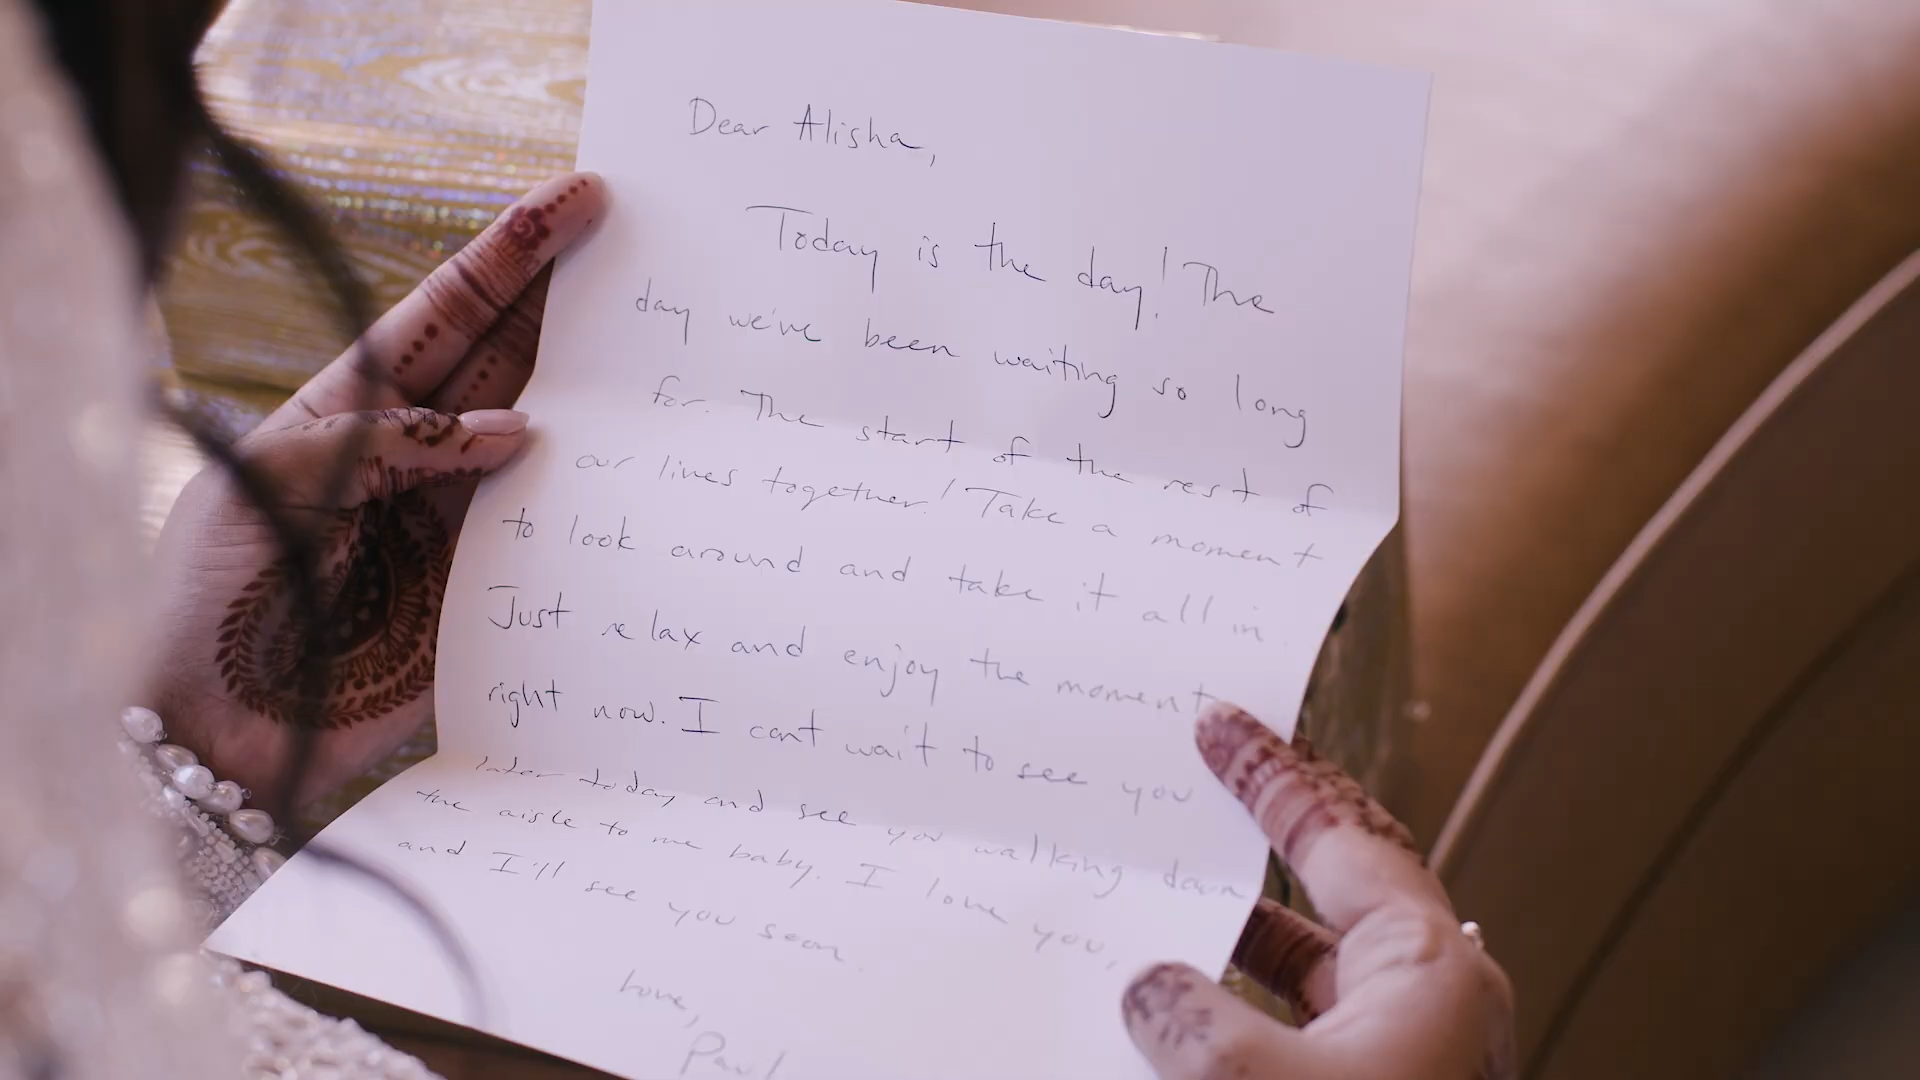 Dear Alisha,
Today is the day! The
day we've been waiting so long
for. The start of the rest of
our lives together! Take a moment
to look around and take it all in.
Just relax and enjoy the moment
right now. I cant wait to see you
later today and see you walking down
the aisle to me baby. I love you,
and I'll see you soon.
Love,
Paul